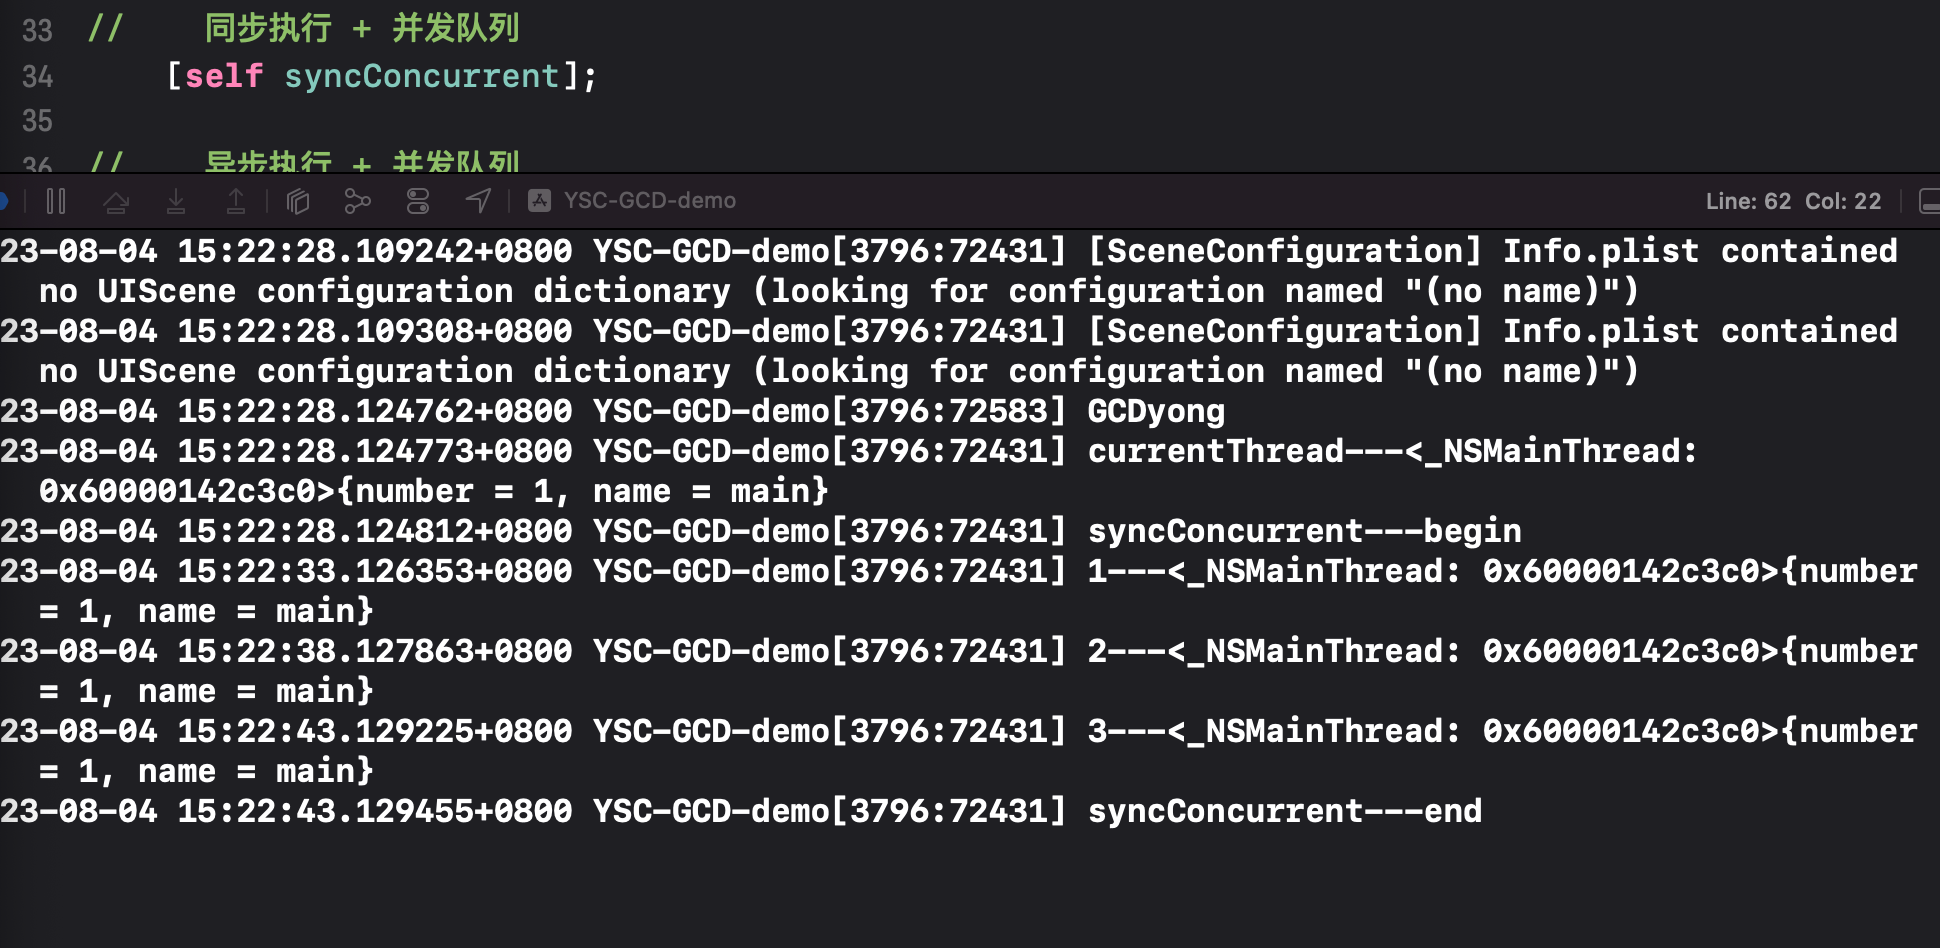 33 // 同步执行 + 并发队列
34 [self syncConcurrent];
35
36 // 异步执行 + 并发队列
YSC-GCD-demo Line: 62 Col: 22
23-08-04 15:22:28.109242+0800 YSC-GCD-demo[3796:72431] [SceneConfiguration] Info.plist contained
no UIScene configuration dictionary (looking for configuration named "(no name)")
23-08-04 15:22:28.109308+0800 YSC-GCD-demo[3796:72431] [SceneConfiguration] Info.plist contained
no UIScene configuration dictionary (looking for configuration named "(no name)")
23-08-04 15:22:28.124762+0800 YSC-GCD-demo[3796:72583] GCDyong
23-08-04 15:22:28.124773+0800 YSC-GCD-demo[3796:72431] currentThread---<_NSMainThread:
0x60000142c3c0>{number = 1, name = main}
23-08-04 15:22:28.124812+0800 YSC-GCD-demo[3796:72431] syncConcurrent---begin
23-08-04 15:22:33.126353+0800 YSC-GCD-demo[3796:72431] 1---<_NSMainThread: 0x60000142c3c0>{number
= 1, name = main}
23-08-04 15:22:38.127863+0800 YSC-GCD-demo[3796:72431] 2---<_NSMainThread: 0x60000142c3c0>{number
= 1, name = main}
23-08-04 15:22:43.129225+0800 YSC-GCD-demo[3796:72431] 3---<_NSMainThread: 0x60000142c3c0>{number
= 1, name = main}
23-08-04 15:22:43.129455+0800 YSC-GCD-demo[3796:72431] syncConcurrent---end